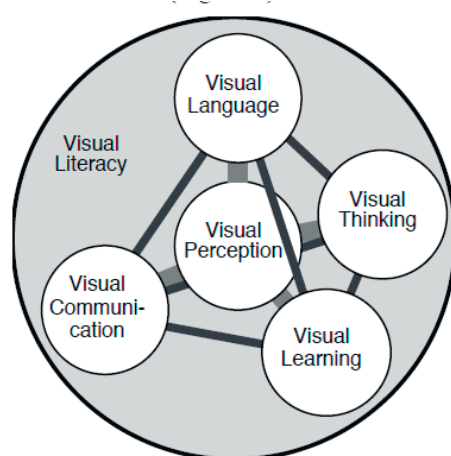 Visual
Language
Visual
Literacy
Visual
Thinking
Visual
Perception
Visual
Communi-
cation
Visual
Learning